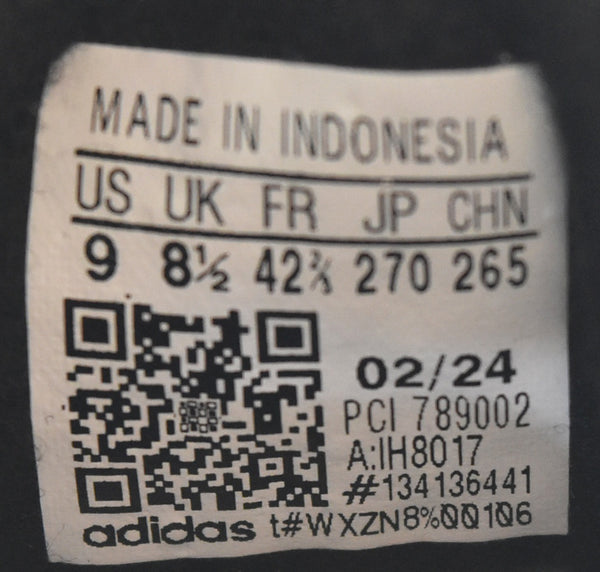 MADE IN INDONESIA
US UK FR JP CHN
9 8½ 42⅔ 270 265
02/24
PCI 789002
A:IH8017
#134136441
adidas t#WXZN8%00106